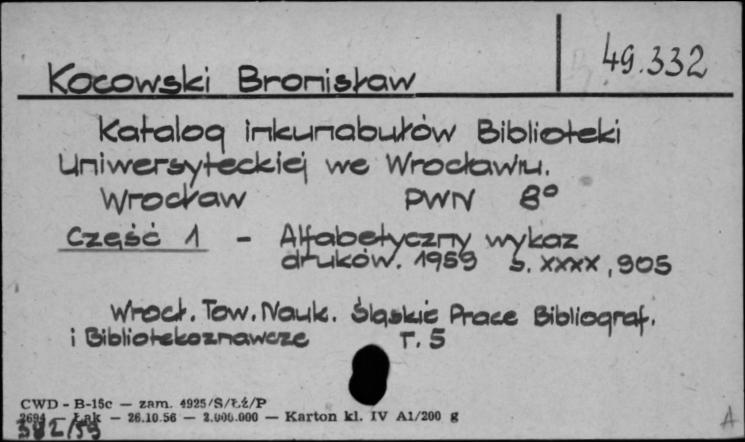 49.332
Kocowski Bronisław
Katalog inkunabułów Biblioteki
Uniwersyteckiej we Wrocławiu.
Wrocław PWN 8°
Część 1 - Alfabetyczny wykaz
druków. 1959 s. XXXX, 905
Wrocł. Tow. Nauk. Śląskie Prace Bibliograf.
i Bibliotekoznawcze T. 5
CWD - B-15c — zam. 4925/S/Łź/P
2694 — Łąk — 26.10.56 — 2.000.000 — Karton kl. IV A1/200 g
A